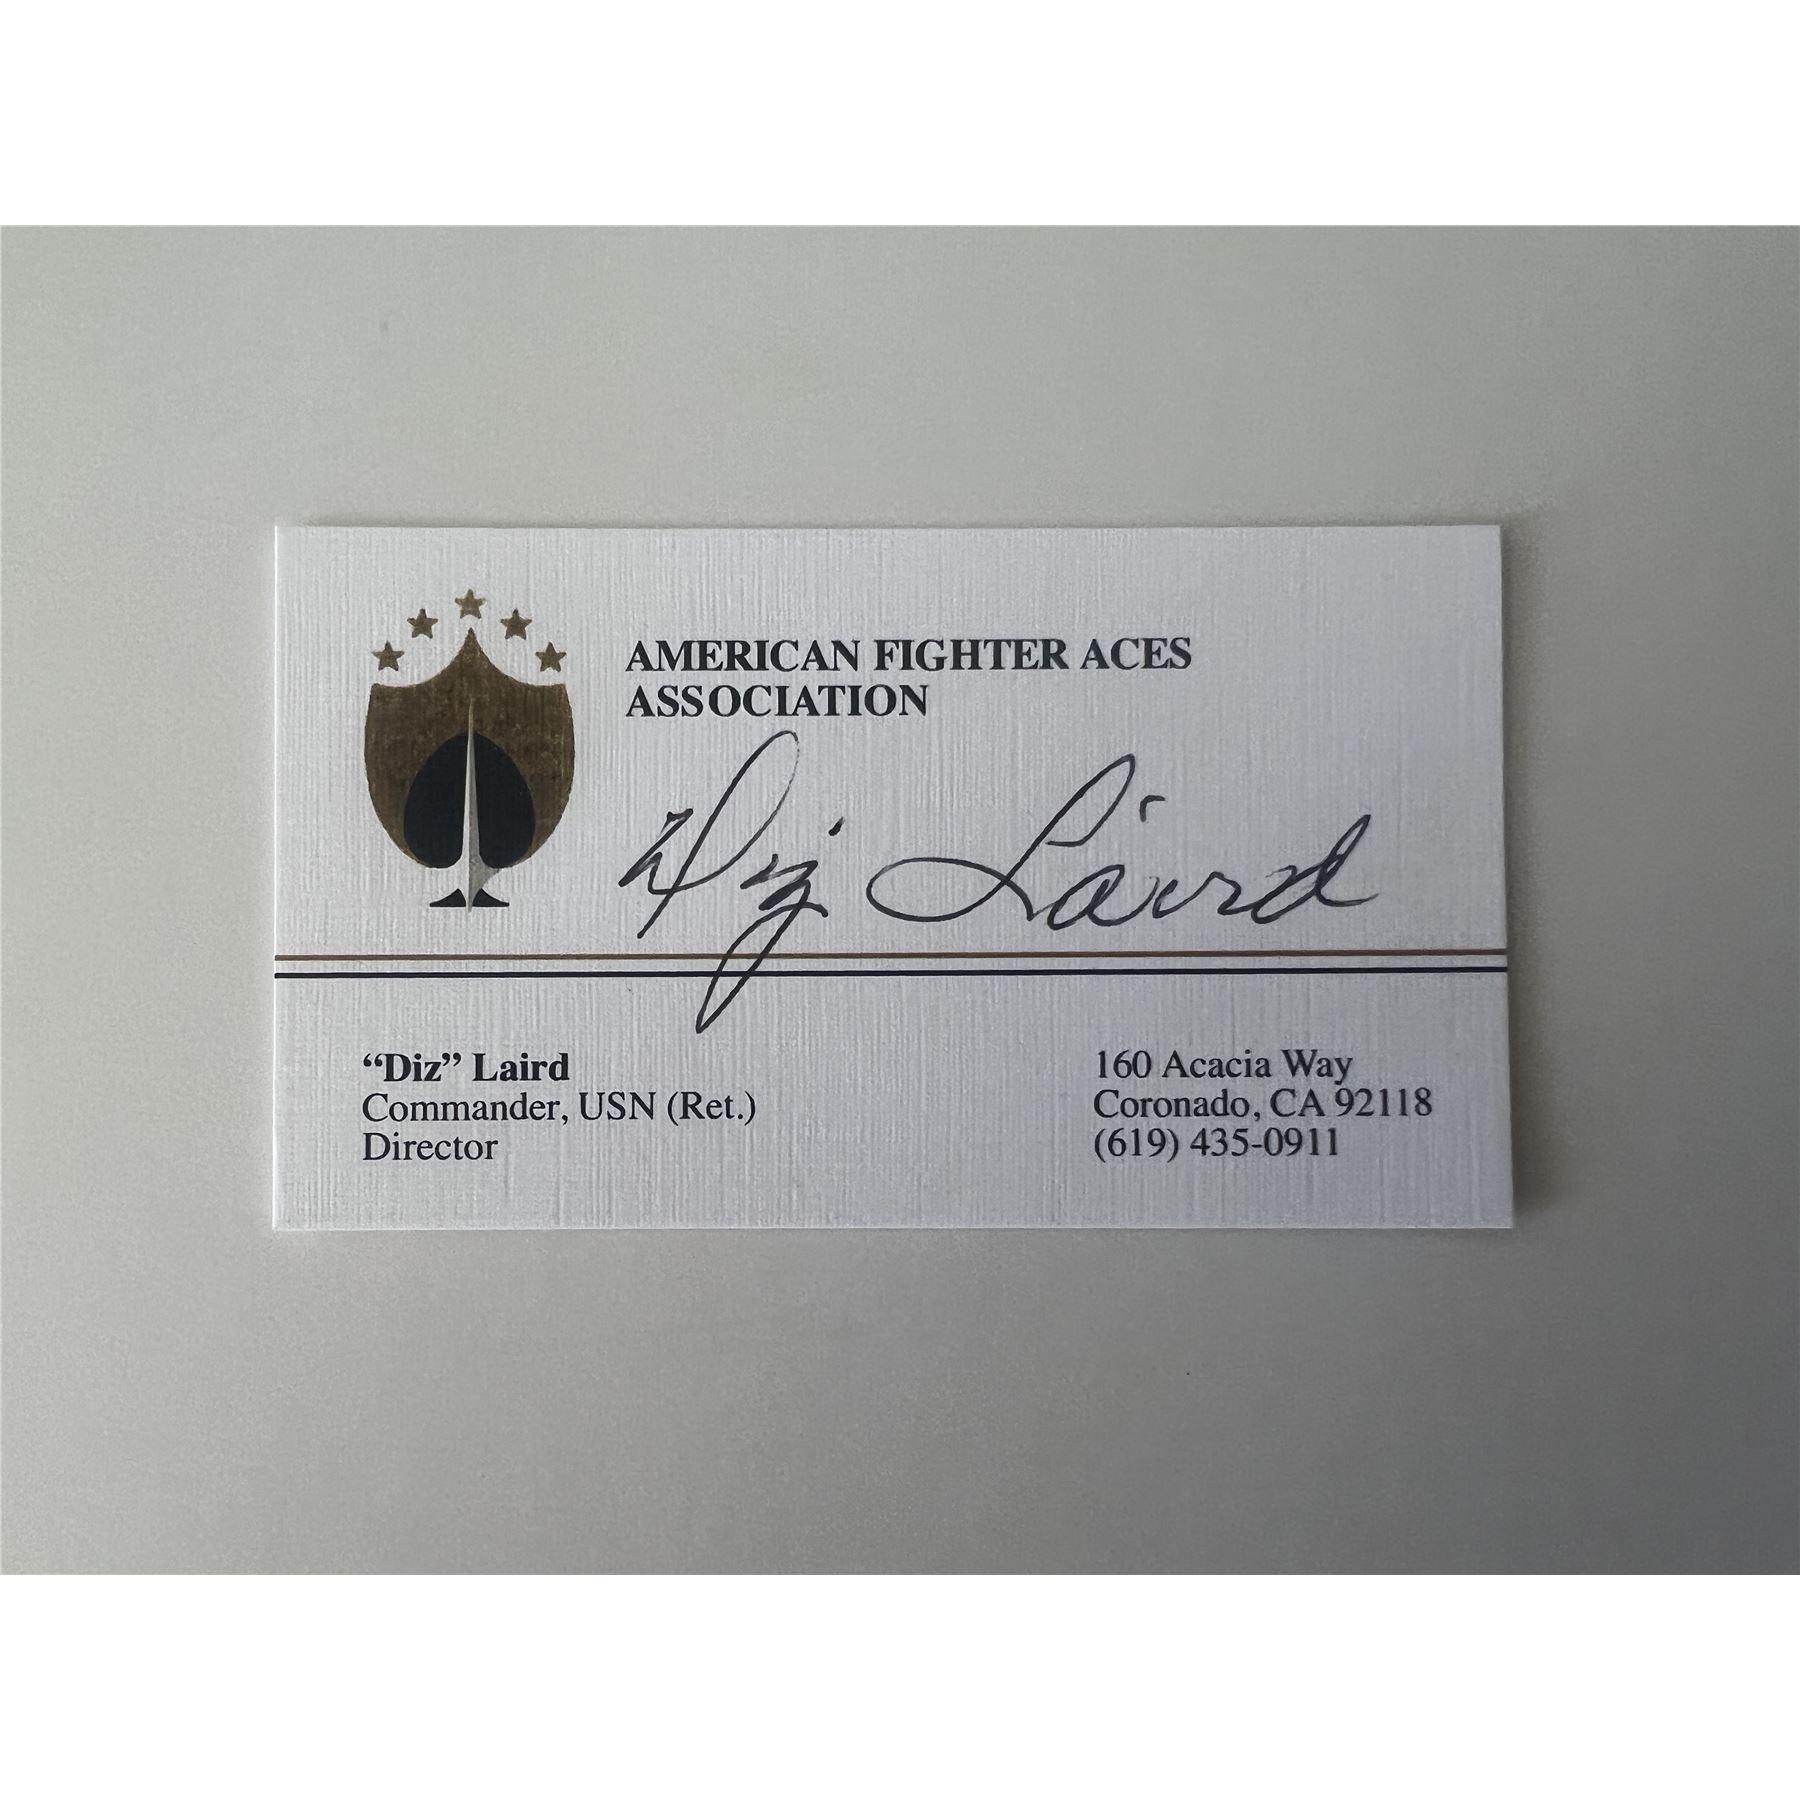 AMERICAN FIGHTER ACES
ASSOCIATION
Diz Laird
“Diz” Laird
Commander, USN (Ret.)
Director
160 Acacia Way
Coronado, CA 92118
(619) 435-0911